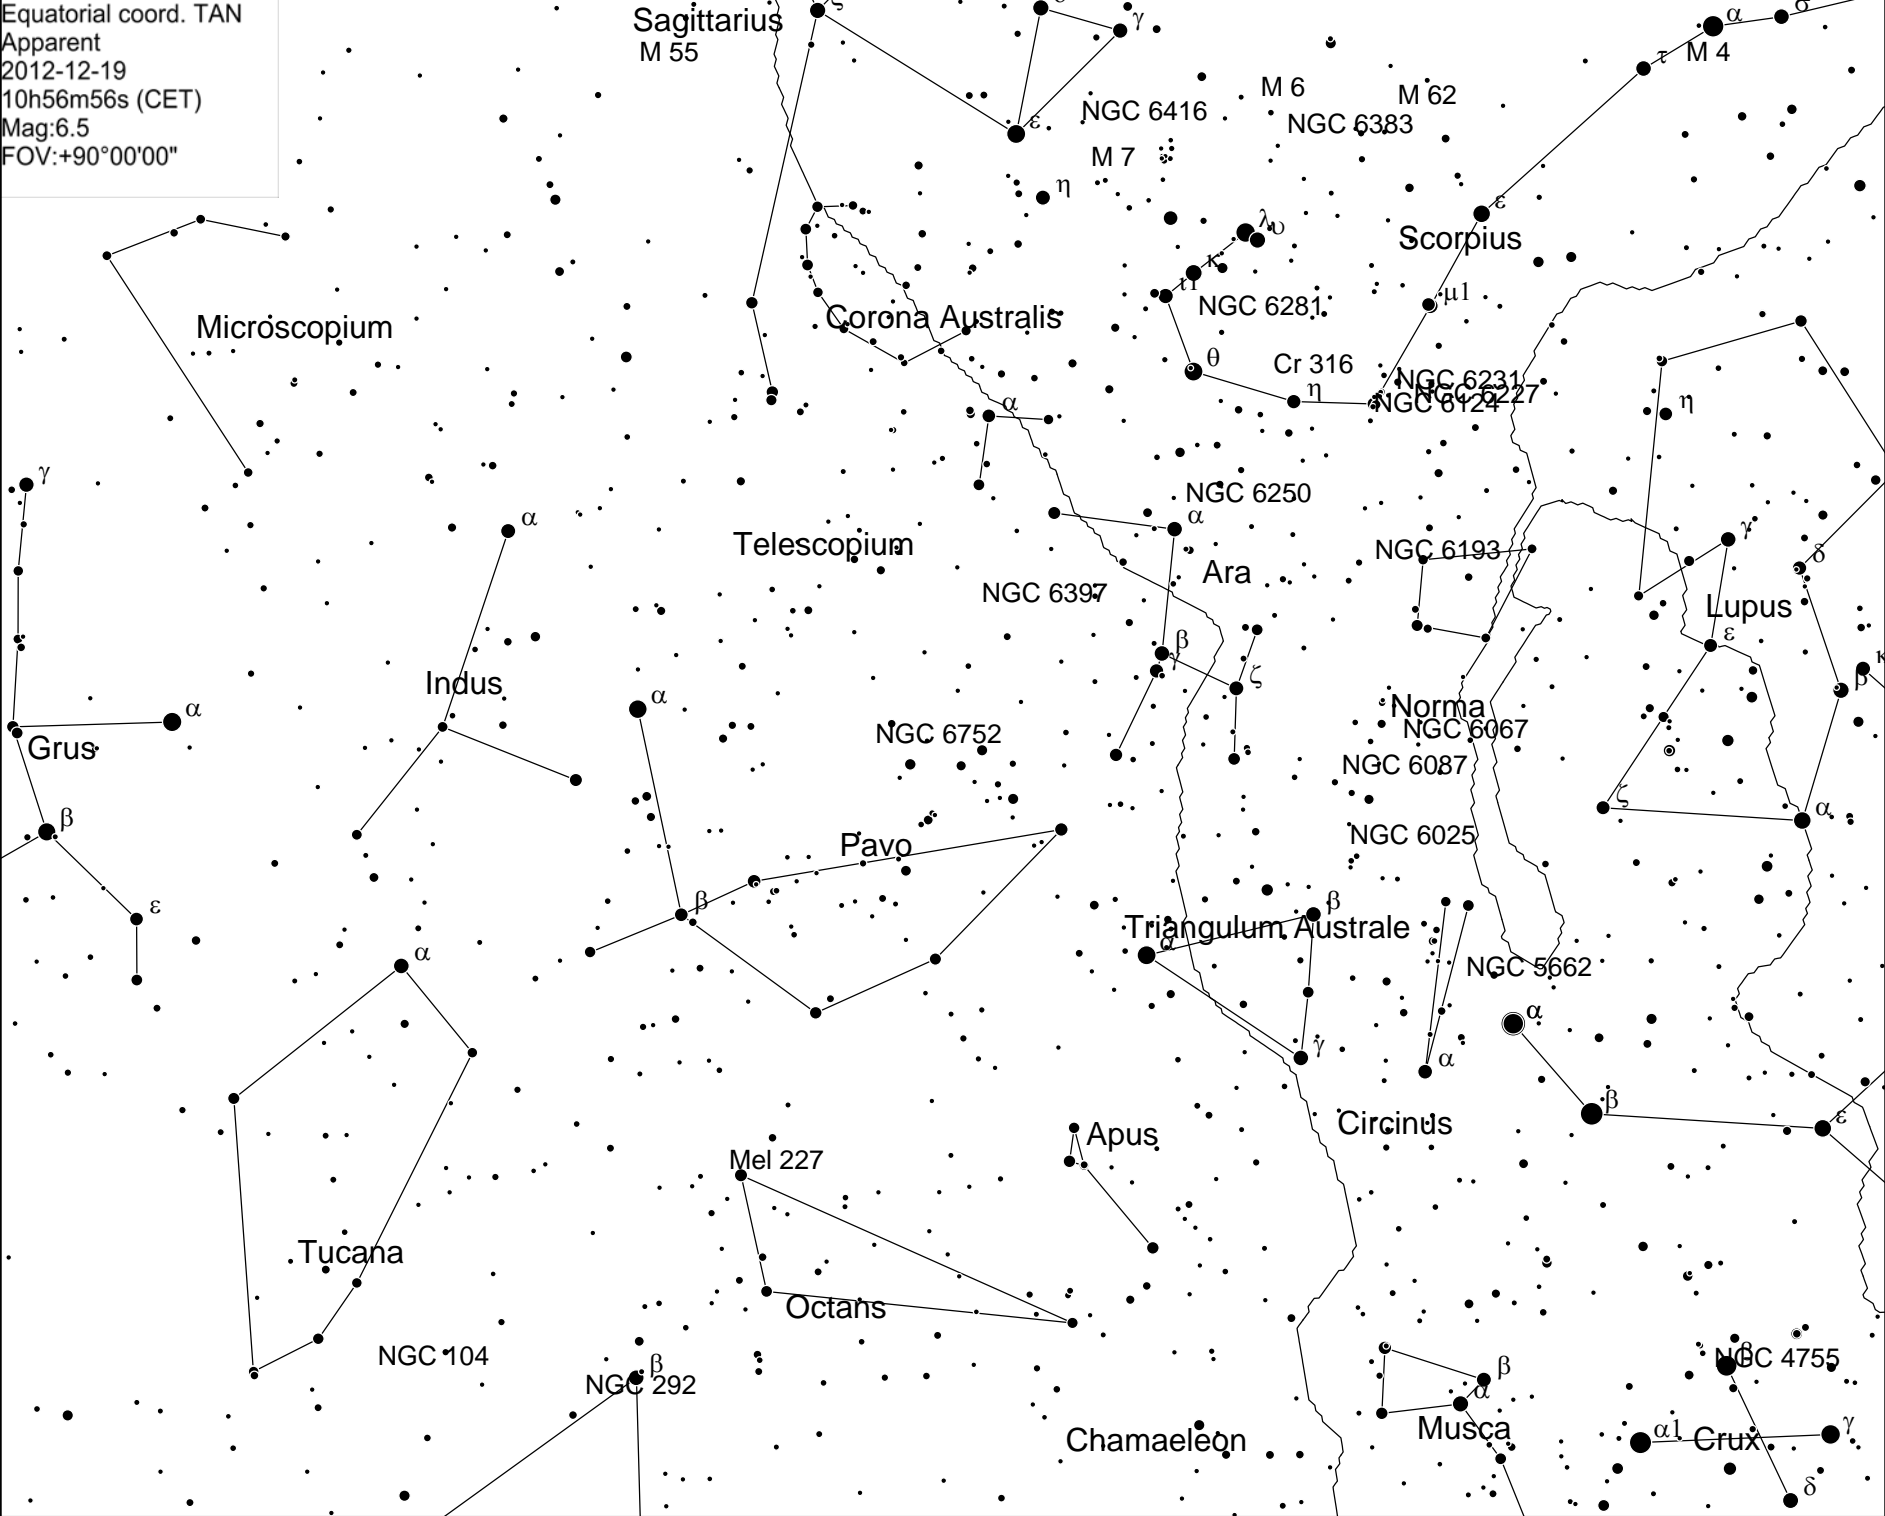 Equatorial coord. TAN
Apparent
2012-12-19
10h56m56s (CET)
Mag:6.5
FOV:+90°00'00"
Sagittarius
ζ
γ
α
σ
M 55
τ
M 4
M 6
M 62
NGC 6416
ε
NGC 6383
M 7
η
ε
λ
υ
Scorpius
κ
ι1
μ1
NGC 6281
Microscopium
Corona Australis
θ
Cr 316
η
NGC 6231
NGC 6227
NGC 6124
η
α
γ
NGC 6250
α
α
γ
Telescopium
NGC 6193
δ
Ara
NGC 6397
Lupus
β
γ
ε
κ
ζ
Indus
β
α
α
Norma
NGC 6067
Grus
NGC 6752
NGC 6087
ζ
α
β
Pavo
NGC 6025
ε
β
β
Triangulum Australe
α
α
NGC 5662
α
γ
α
β
ε
Circinus
Apus
Mel 227
Tucana
Octans
NGC 104
β
NGC 292
β
α
β
NGC 4755
Musca
Chamaeleon
α1
Crux
γ
δ